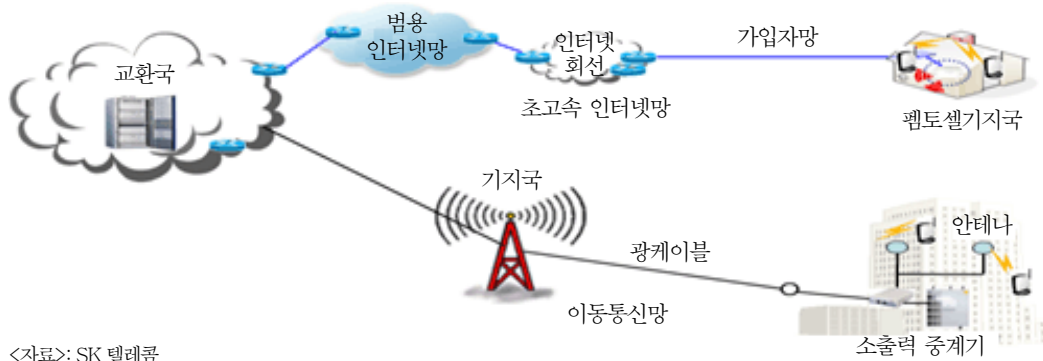 범용
인터넷망
인터넷
회선
가입자망
교환국
초고속 인터넷망
펨토셀기지국
기지국
안테나
광케이블
이동통신망
소출력 중계기
<자료>: SK 텔레콤